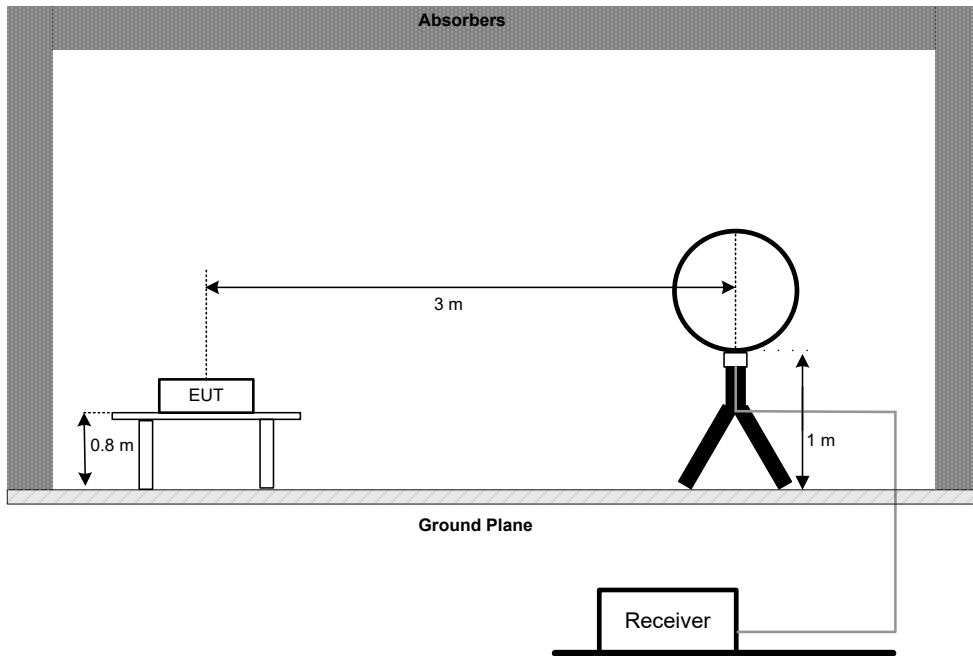 Absorbers
3 m
EUT
0.8 m
1 m
Ground Plane
Receiver